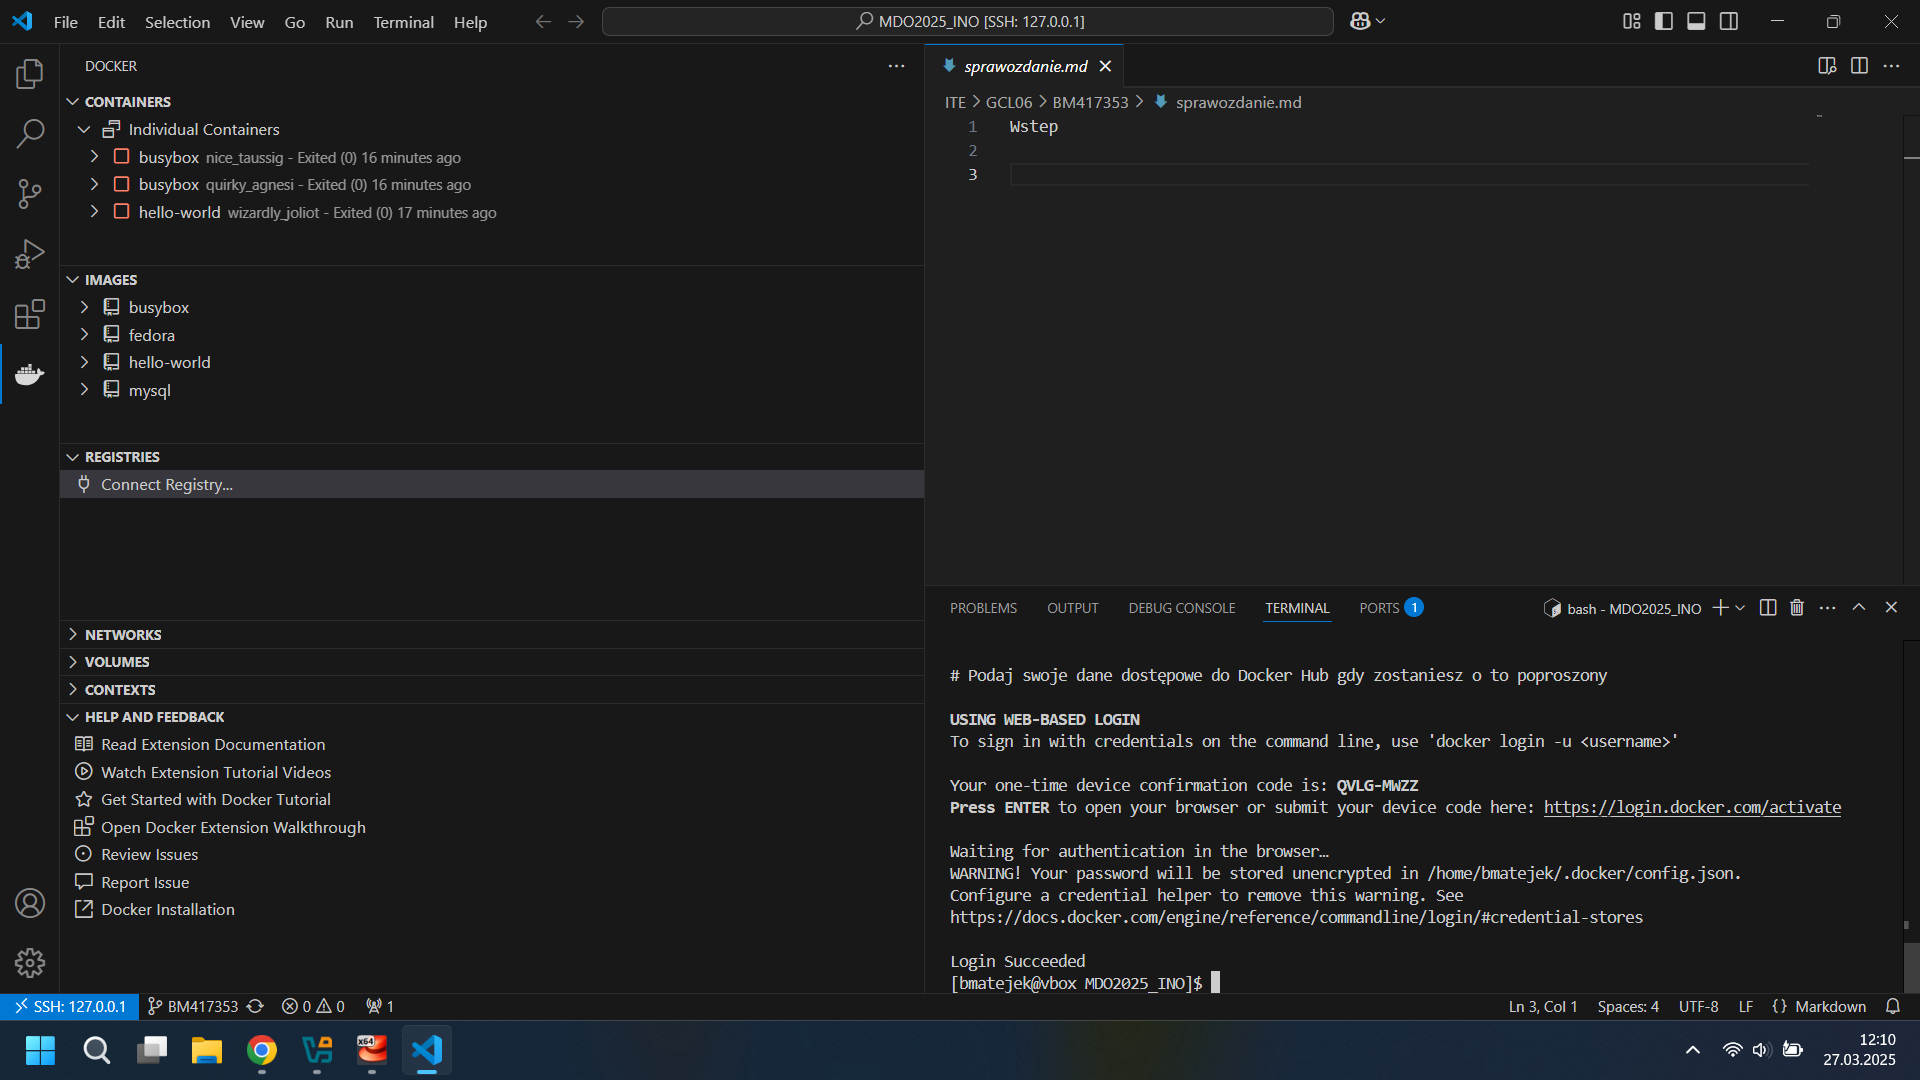 File Edit Selection View Go Run Terminal Help
MDO2025_INO [SSH: 127.0.0.1]
DOCKER
CONTAINERS
Individual Containers
busybox nice_taussig - Exited (0) 16 minutes ago
busybox quirky_agnesi - Exited (0) 16 minutes ago
hello-world wizardly_joliot - Exited (0) 17 minutes ago
IMAGES
busybox
fedora
hello-world
mysql
REGISTRIES
Connect Registry...
NETWORKS
VOLUMES
CONTEXTS
HELP AND FEEDBACK
Read Extension Documentation
Watch Extension Tutorial Videos
Get Started with Docker Tutorial
Open Docker Extension Walkthrough
Review Issues
Report Issue
Docker Installation
sprawozdanie.md
ITE > GCL06 > BM417353 > sprawozdanie.md
1 Wstep
2
3
PROBLEMS OUTPUT DEBUG CONSOLE TERMINAL PORTS 1
bash - MDO2025_INO
# Podaj swoje dane dostępowe do Docker Hub gdy zostaniesz o to poproszony
USING WEB-BASED LOGIN
To sign in with credentials on the command line, use 'docker login -u <username>'
Your one-time device confirmation code is: QVLG-MWZZ
Press ENTER to open your browser or submit your device code here: https://login.docker.com/activate
Waiting for authentication in the browser…
WARNING! Your password will be stored unencrypted in /home/bmatejek/.docker/config.json.
Configure a credential helper to remove this warning. See
https://docs.docker.com/engine/reference/commandline/login/#credential-stores
Login Succeeded
[bmatejek@vbox MDO2025_INO]$
SSH: 127.0.0.1 BM417353 0 0 1
Ln 3, Col 1 Spaces: 4 UTF-8 LF {} Markdown
x64
12:10
27.03.2025